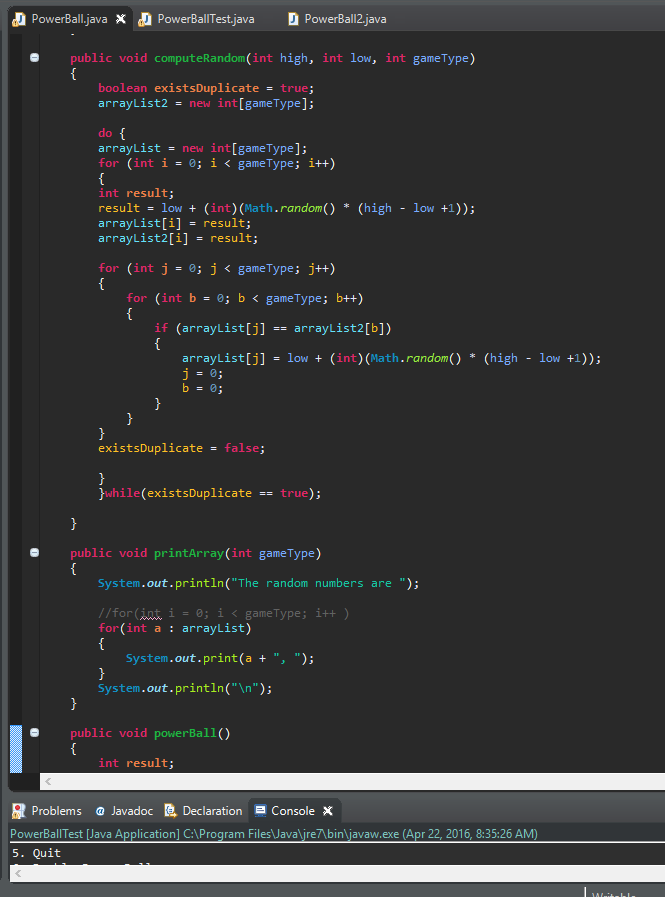 PowerBall.java PowerBallTest.java PowerBall2.java
public void computeRandom(int high, int low, int gameType)
{
boolean existsDuplicate = true;
arrayList2 = new int[gameType];
do {
arrayList = new int[gameType];
for (int i = 0; i < gameType; i++)
{
int result;
result = low + (int)(Math.random() * (high - low +1));
arrayList[i] = result;
arrayList2[i] = result;
for (int j = 0; j < gameType; j++)
{
for (int b = 0; b < gameType; b++)
{
if (arrayList[j] == arrayList2[b])
{
arrayList[j] = low + (int)(Math.random() * (high - low +1));
j = 0;
b = 0;
}
}
}
existsDuplicate = false;
}
}while(existsDuplicate == true);
}
public void printArray(int gameType)
{
System.out.println("The random numbers are ");
//for(int i = 0; i < gameType; i++ )
for(int a : arrayList)
{
System.out.print(a + ", ");
}
System.out.println("\n");
}
public void powerBall()
{
int result;
Problems @ Javadoc Declaration Console
PowerBallTest [Java Application] C:\Program Files\Java\jre7\bin\javaw.exe (Apr 22, 2016, 8:35:26 AM)
5. Quit
Writable